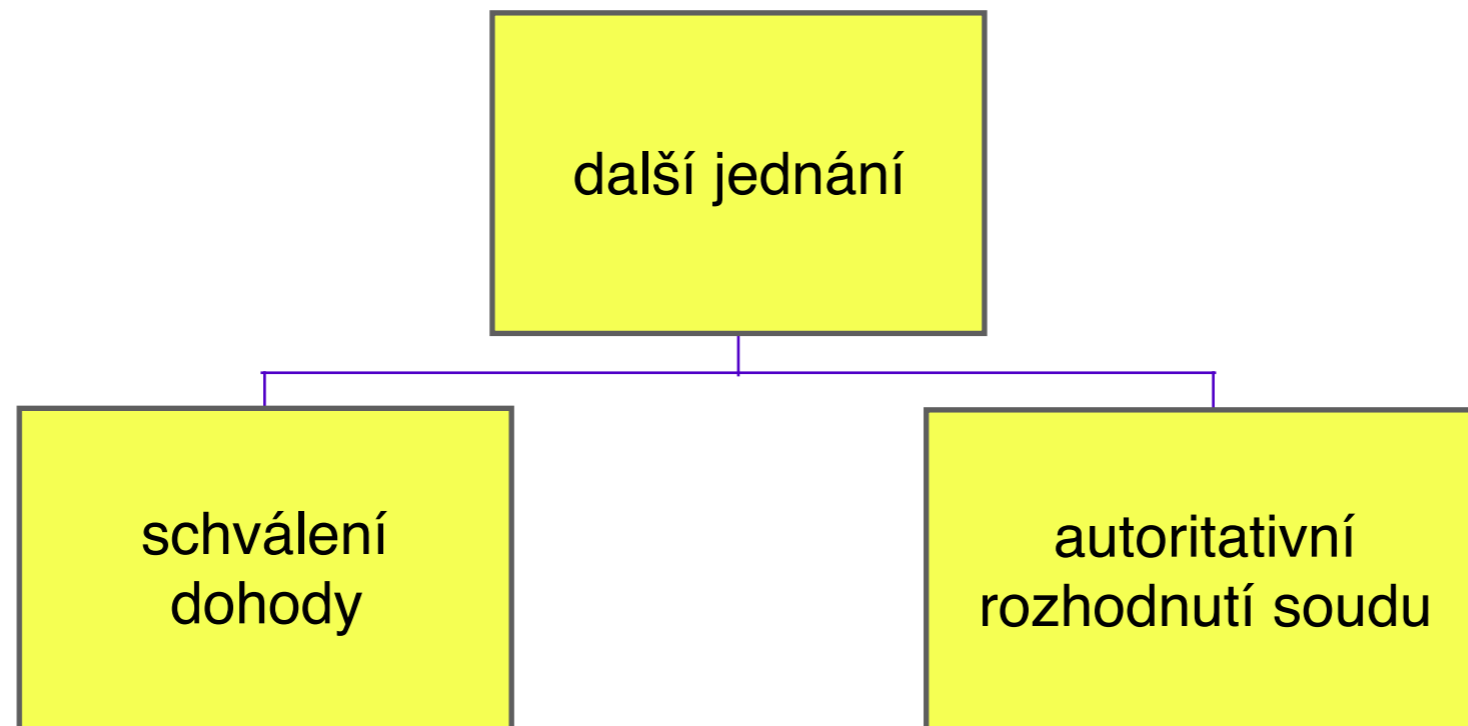 další jednání
schválení
dohody
autoritativní
rozhodnutí soudu